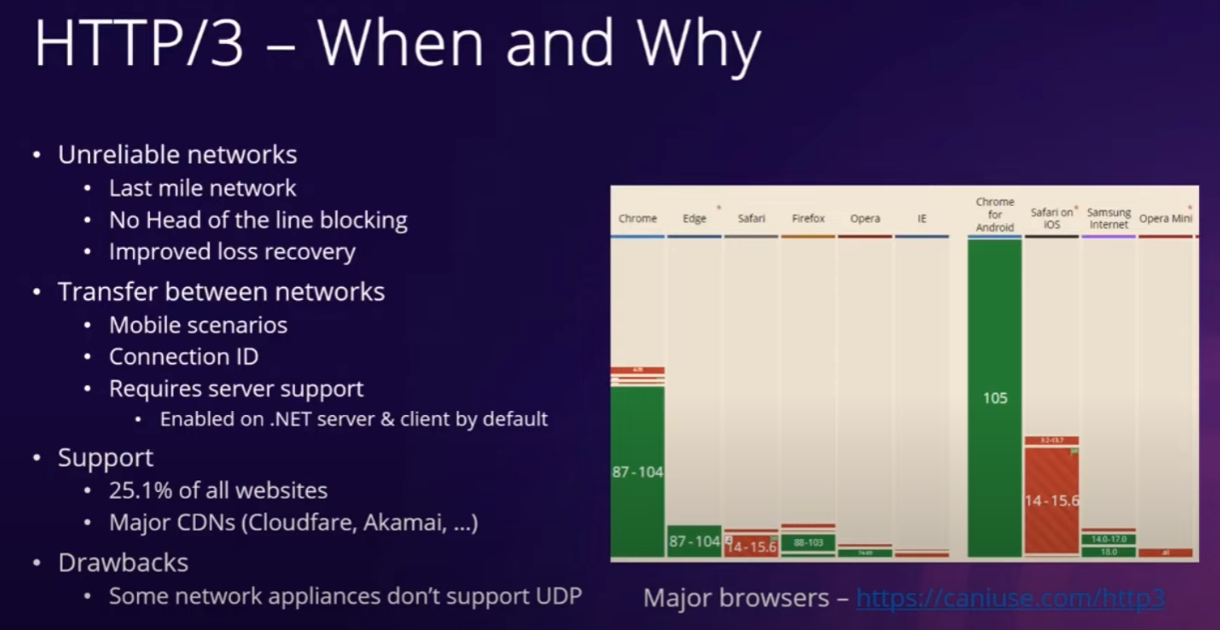 HTTP/3 – When and Why
• Unreliable networks
• Last mile network
• No Head of the line blocking
• Improved loss recovery
• Transfer between networks
• Mobile scenarios
• Connection ID
• Requires server support
• Enabled on .NET server & client by default
• Support
• 25.1% of all websites
• Major CDNs (Cloudfare, Akamai, ...)
• Drawbacks
• Some network appliances don't support UDP
Chrome
Edge *
Safari
Firefox
Opera
IE
Chrome for Android
Safari on iOS *
Samsung Internet
Opera Mini *
87-104
87-104
14-15.6
88-103
105
3.2-13.7
14-15.6
14.0-17.0
18.0
all
Major browsers – https://caniuse.com/http3